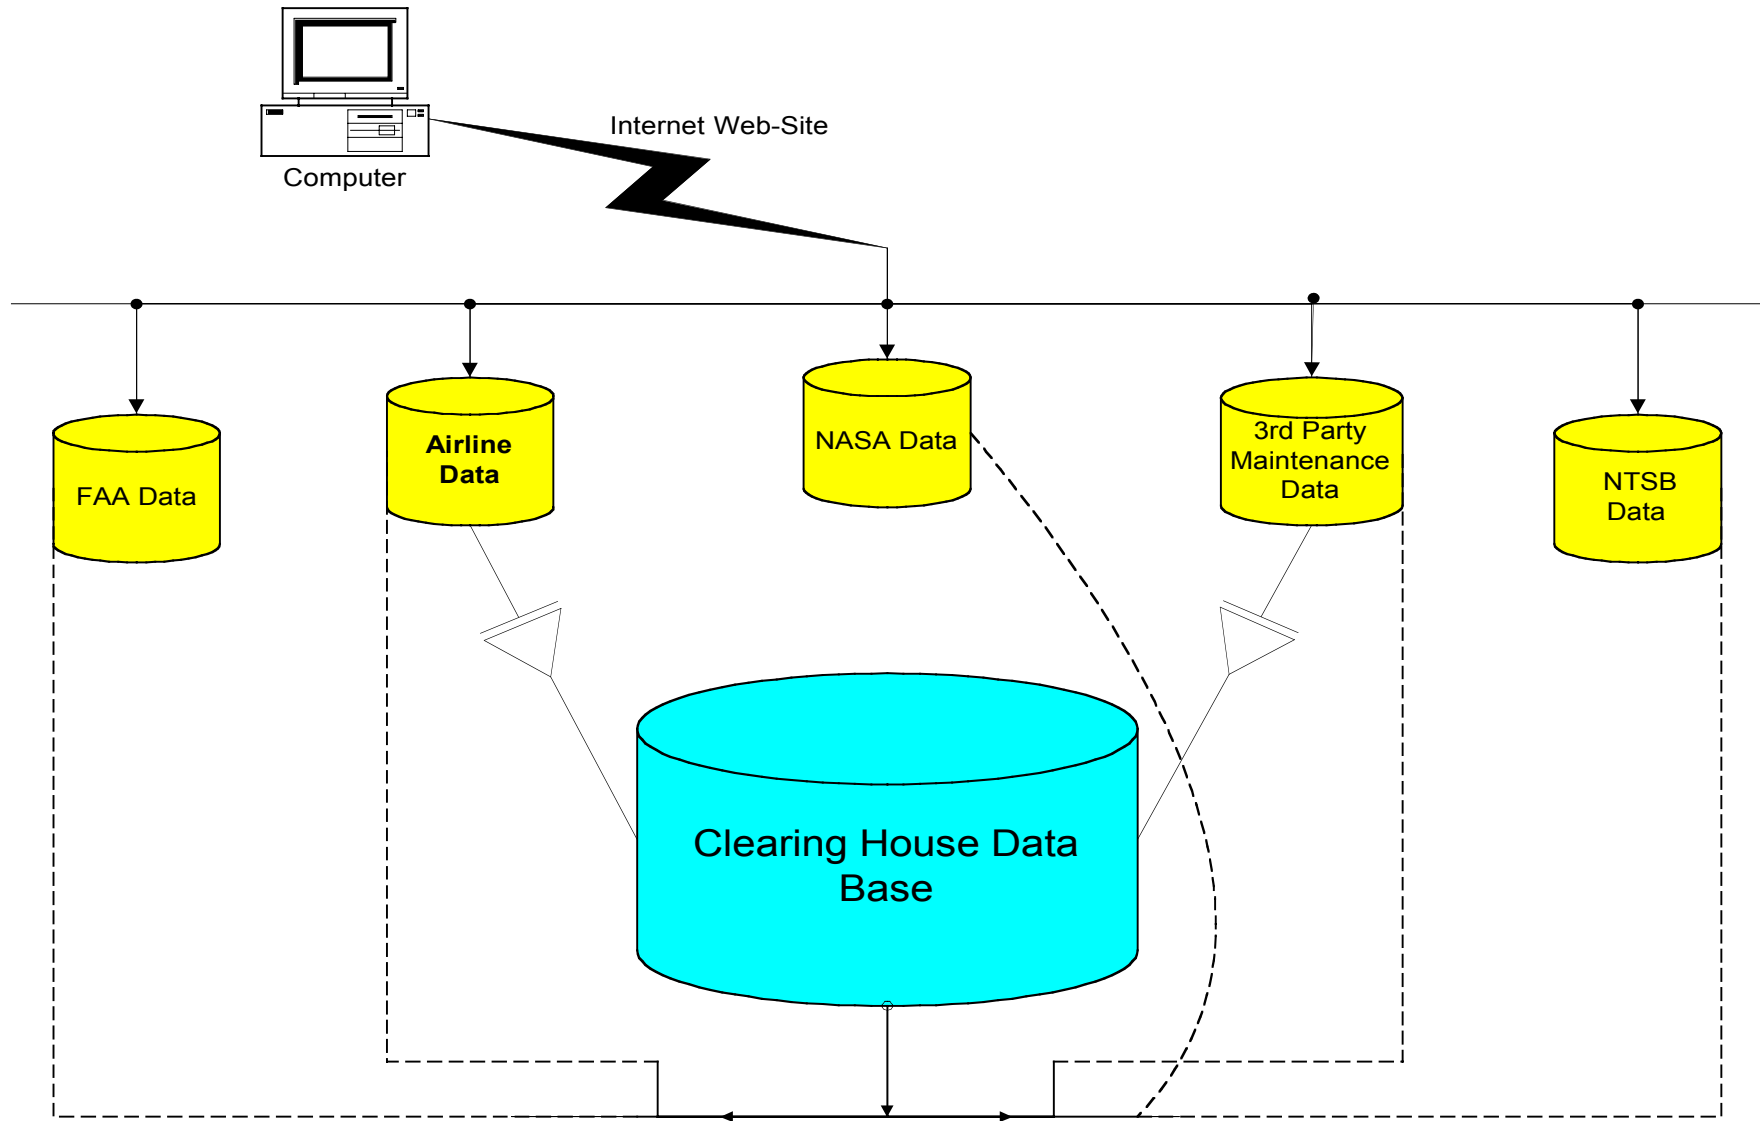 Internet Web-Site
Computer
FAA Data
Airline
Data
NASA Data
3rd Party
Maintenance
Data
NTSB
Data
Clearing House Data
Base